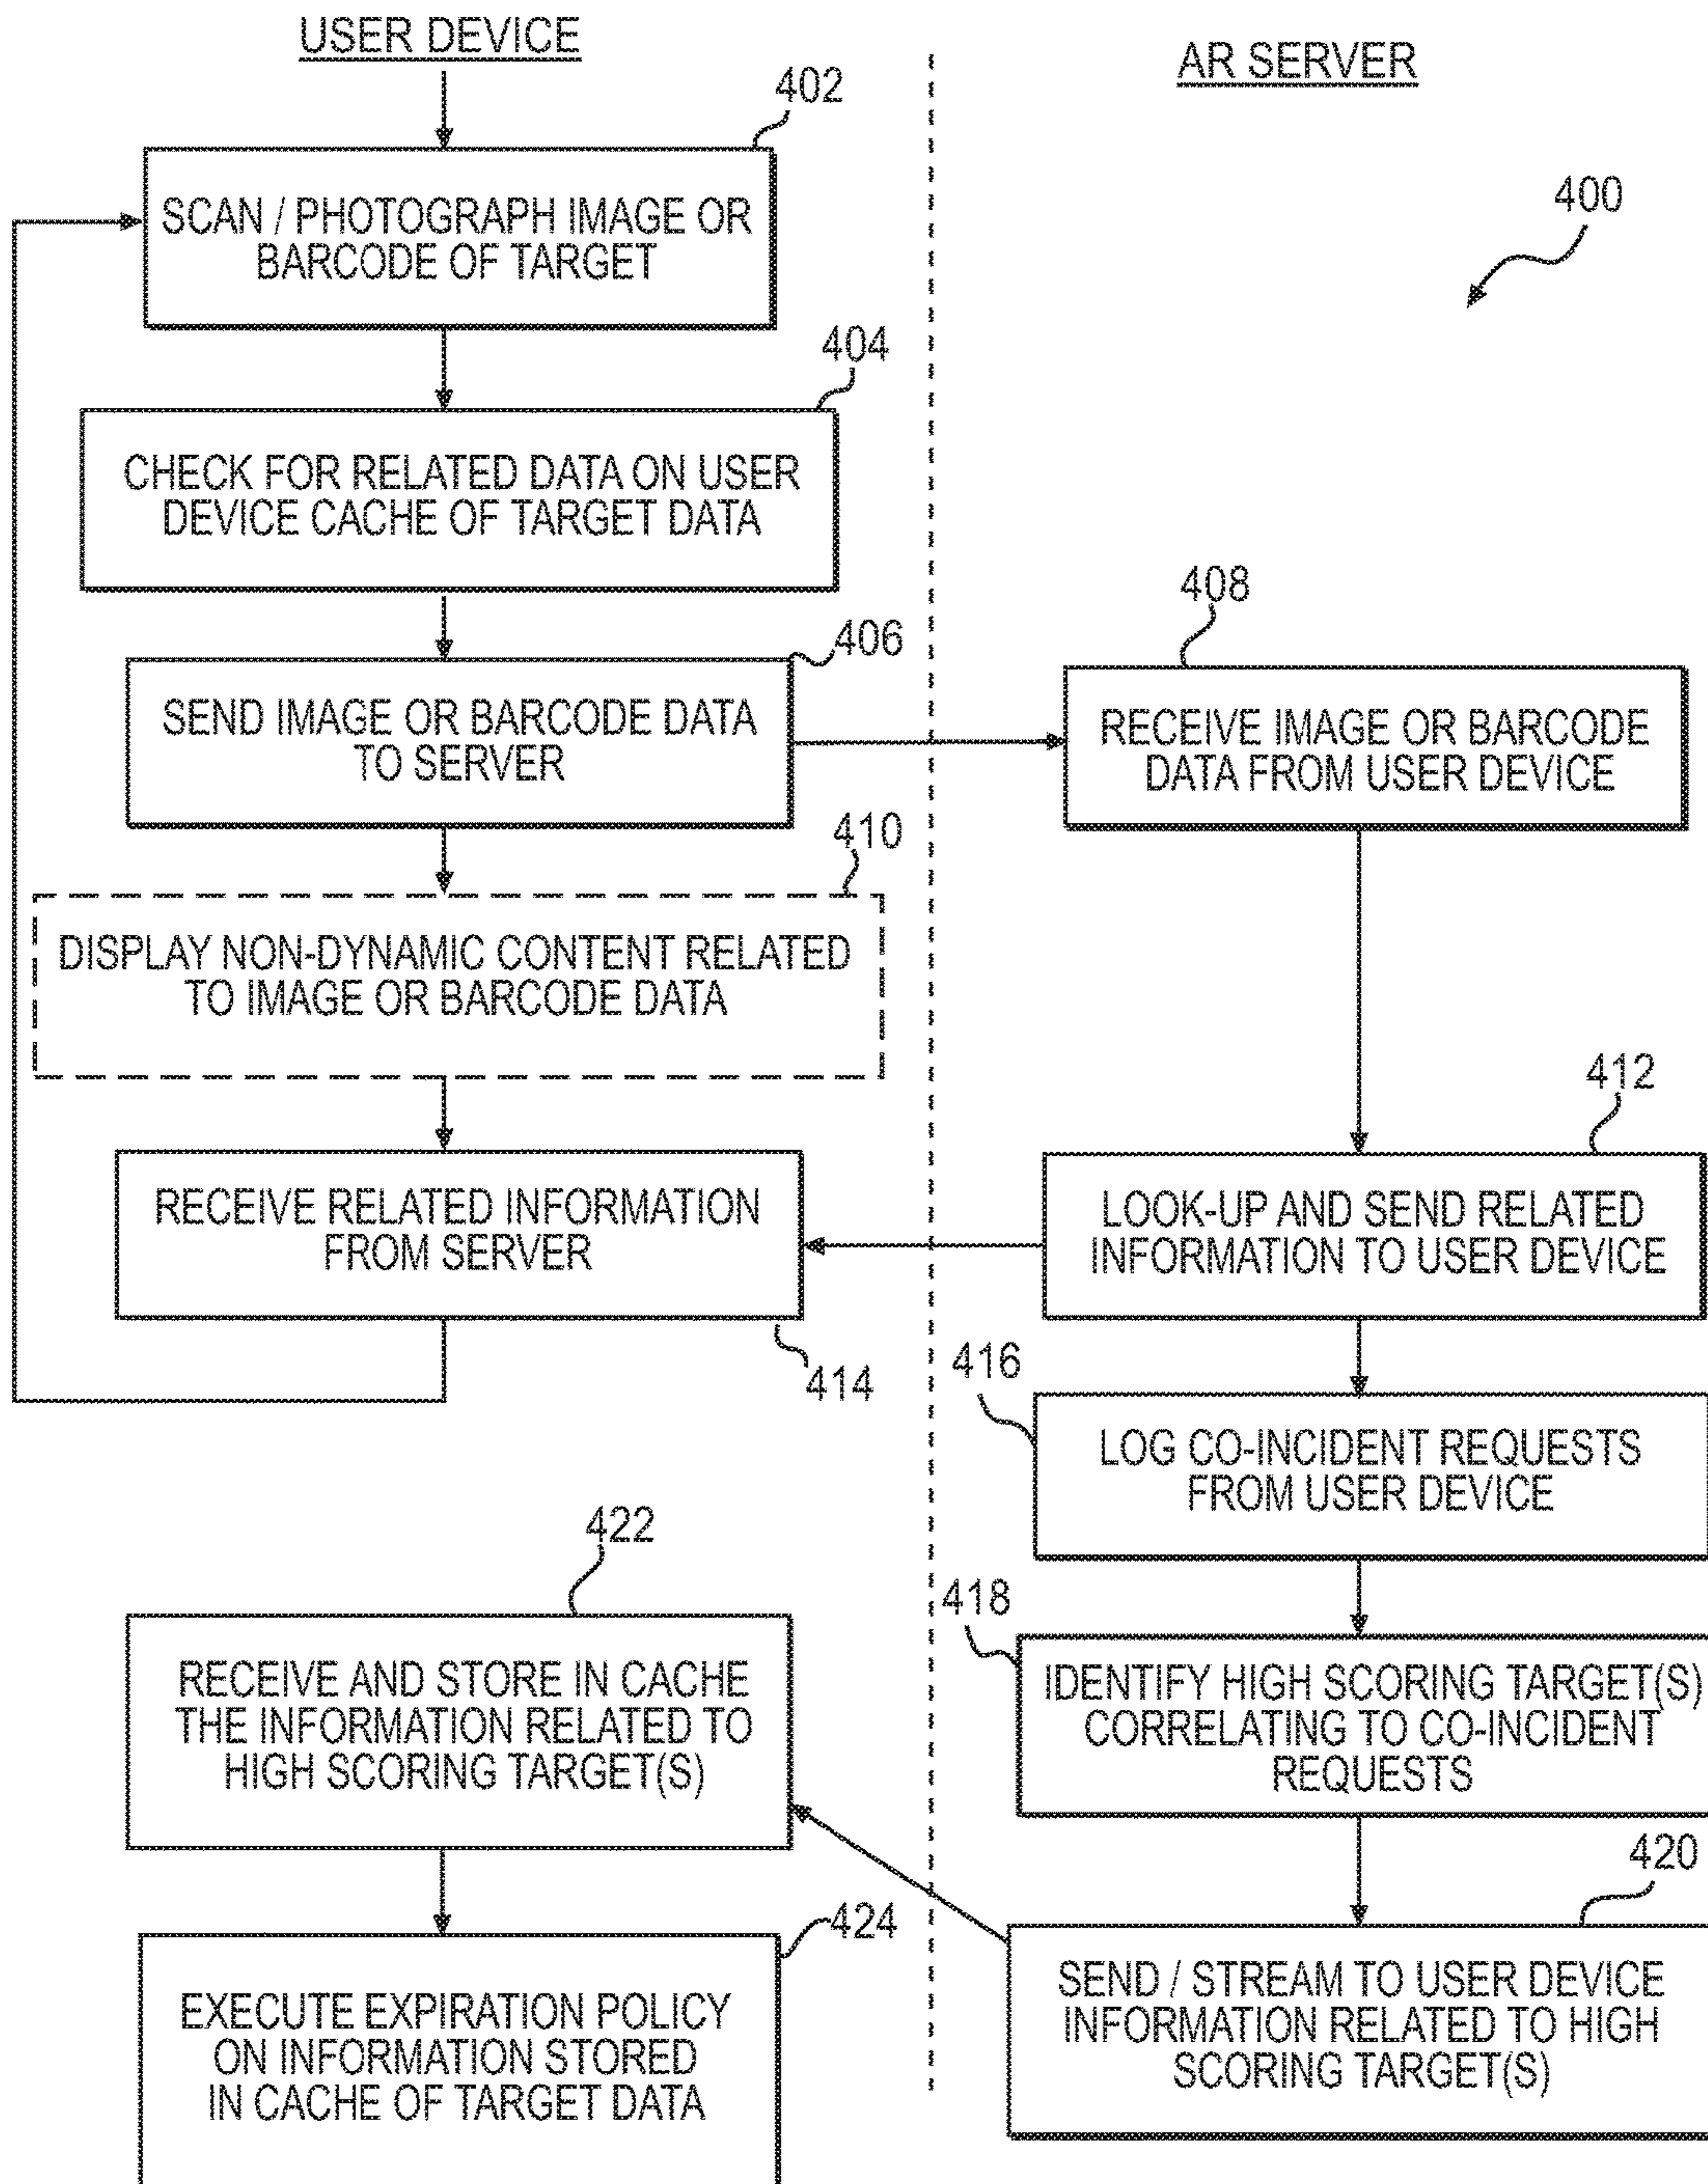 USER DEVICE
AR SERVER
400
402
SCAN / PHOTOGRAPH IMAGE OR
BARCODE OF TARGET
404
CHECK FOR RELATED DATA ON USER
DEVICE CACHE OF TARGET DATA
406
SEND IMAGE OR BARCODE DATA
TO SERVER
408
RECEIVE IMAGE OR BARCODE
DATA FROM USER DEVICE
410
DISPLAY NON-DYNAMIC CONTENT RELATED
TO IMAGE OR BARCODE DATA
412
LOOK-UP AND SEND RELATED
INFORMATION TO USER DEVICE
RECEIVE RELATED INFORMATION
FROM SERVER
414
416
LOG CO-INCIDENT REQUESTS
FROM USER DEVICE
418
IDENTIFY HIGH SCORING TARGET(S)
CORRELATING TO CO-INCIDENT
REQUESTS
420
SEND / STREAM TO USER DEVICE
INFORMATION RELATED TO HIGH
SCORING TARGET(S)
422
RECEIVE AND STORE IN CACHE
THE INFORMATION RELATED TO
HIGH SCORING TARGET(S)
424
EXECUTE EXPIRATION POLICY
ON INFORMATION STORED
IN CACHE OF TARGET DATA